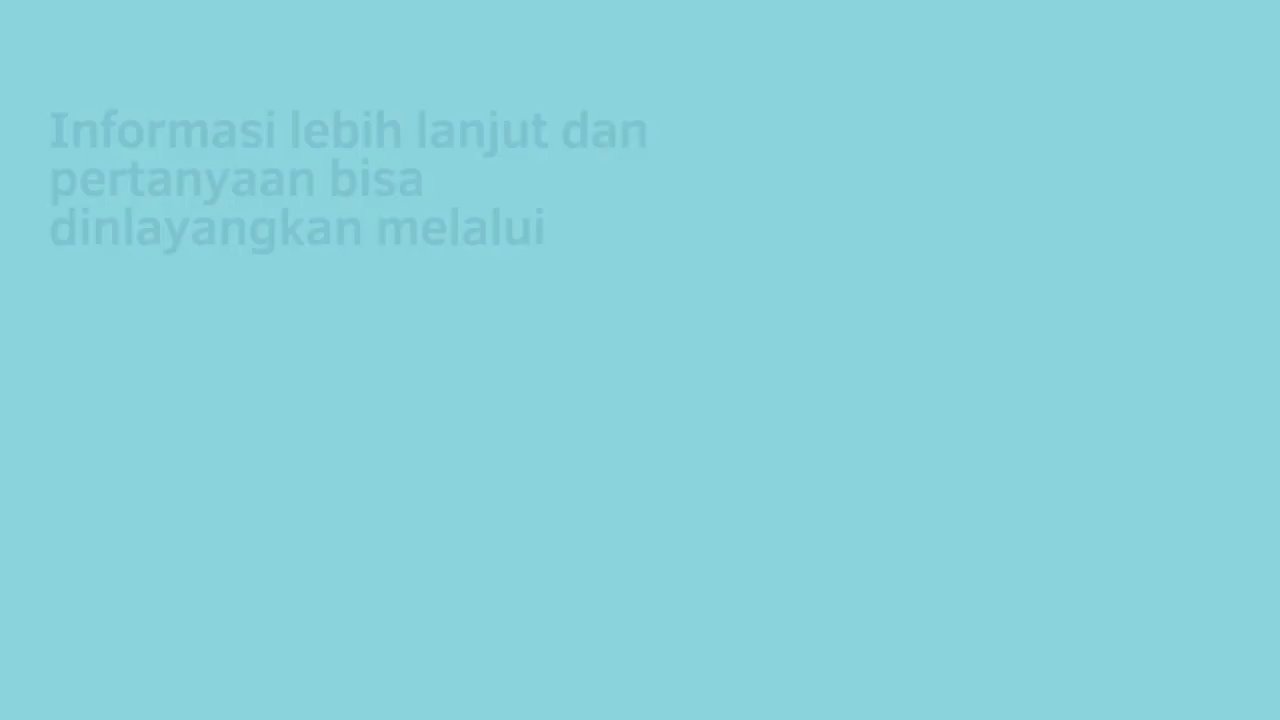 Informasi lebih lanjut dan
pertanyaan bisa
dinlayangkan melalui